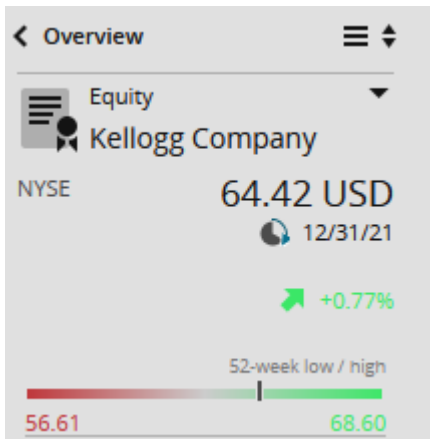 Overview
Equity
Kellogg Company
NYSE
64.42 USD
12/31/21
+0.77%
52-week low / high
56.61 68.60